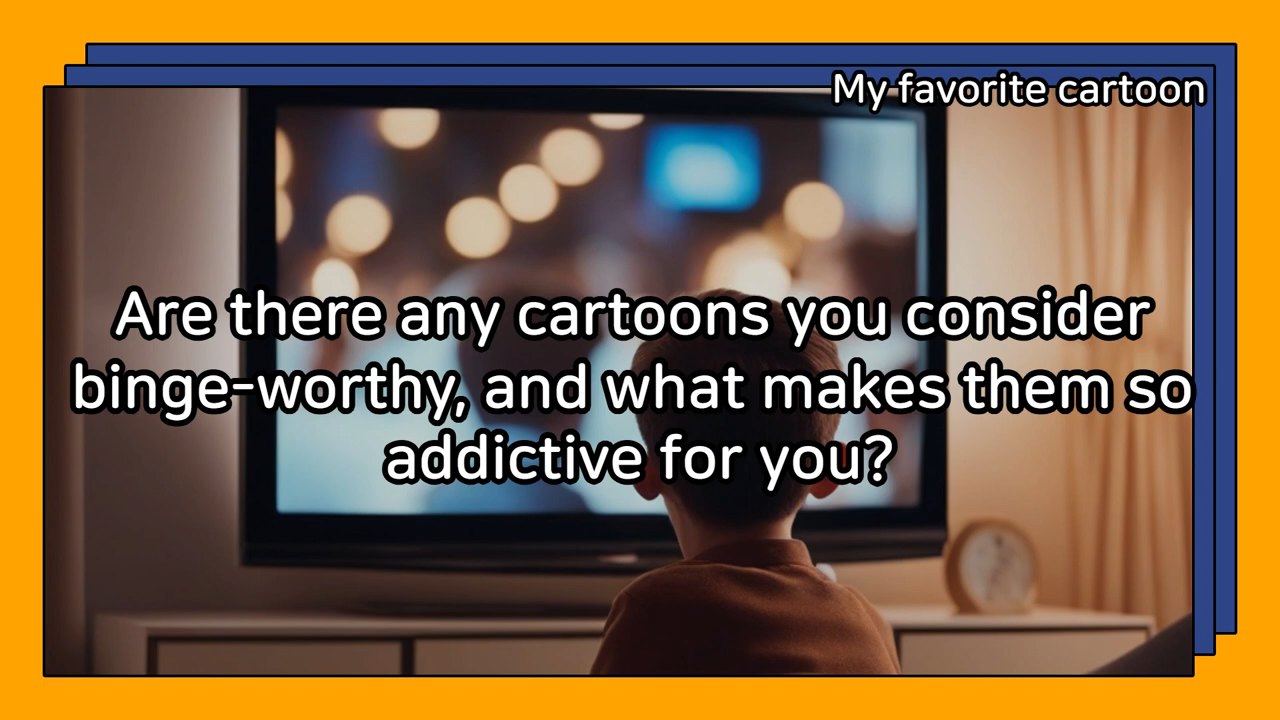 My favorite cartoon
Are there any cartoons you consider
binge-worthy, and what makes them so
addictive for you?